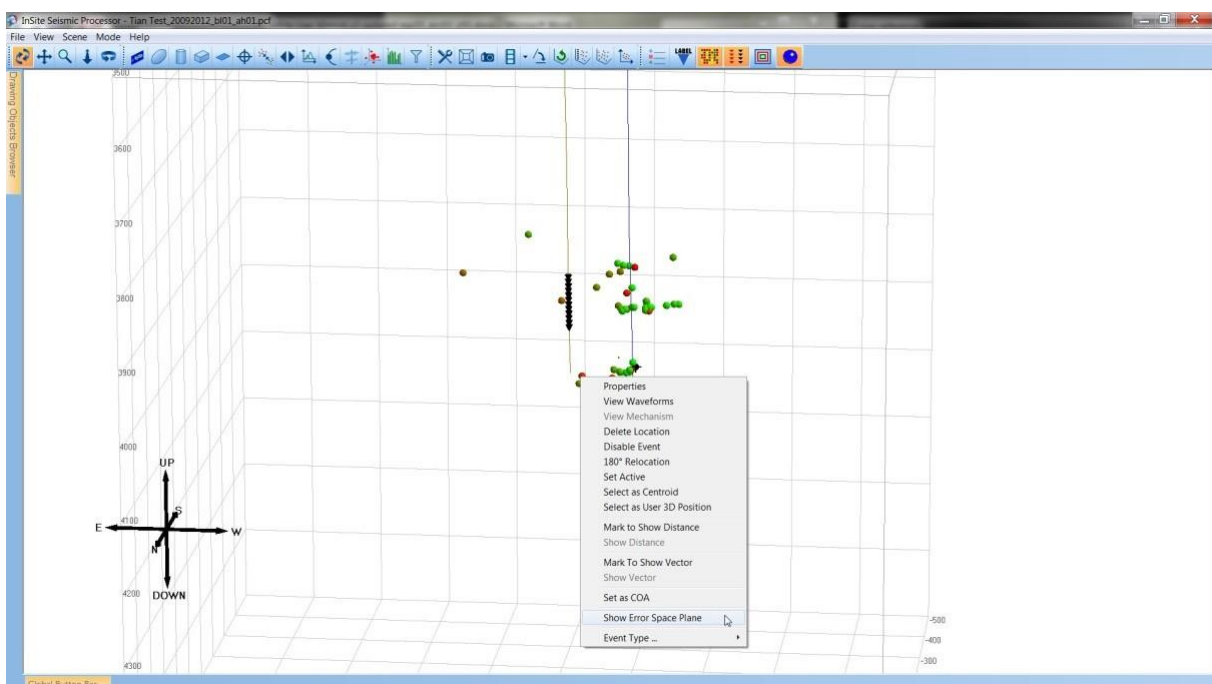 InSite Seismic Processor - Tian Test_20092012_bl01_ah01.pcf
File View Scene Mode Help
LABEL
Drawing Objects Browser
3500
3600
3700
3800
3900
4000
4100
4200
4300
UP
S
E
W
N
DOWN
Properties
View Waveforms
View Mechanism
Delete Location
Disable Event
180° Relocation
Set Active
Select as Centroid
Select as User 3D Position
Mark to Show Distance
Show Distance
Mark To Show Vector
Show Vector
Set as COA
Show Error Space Plane
Event Type ...
-500
-400
-300
Global Button Bar